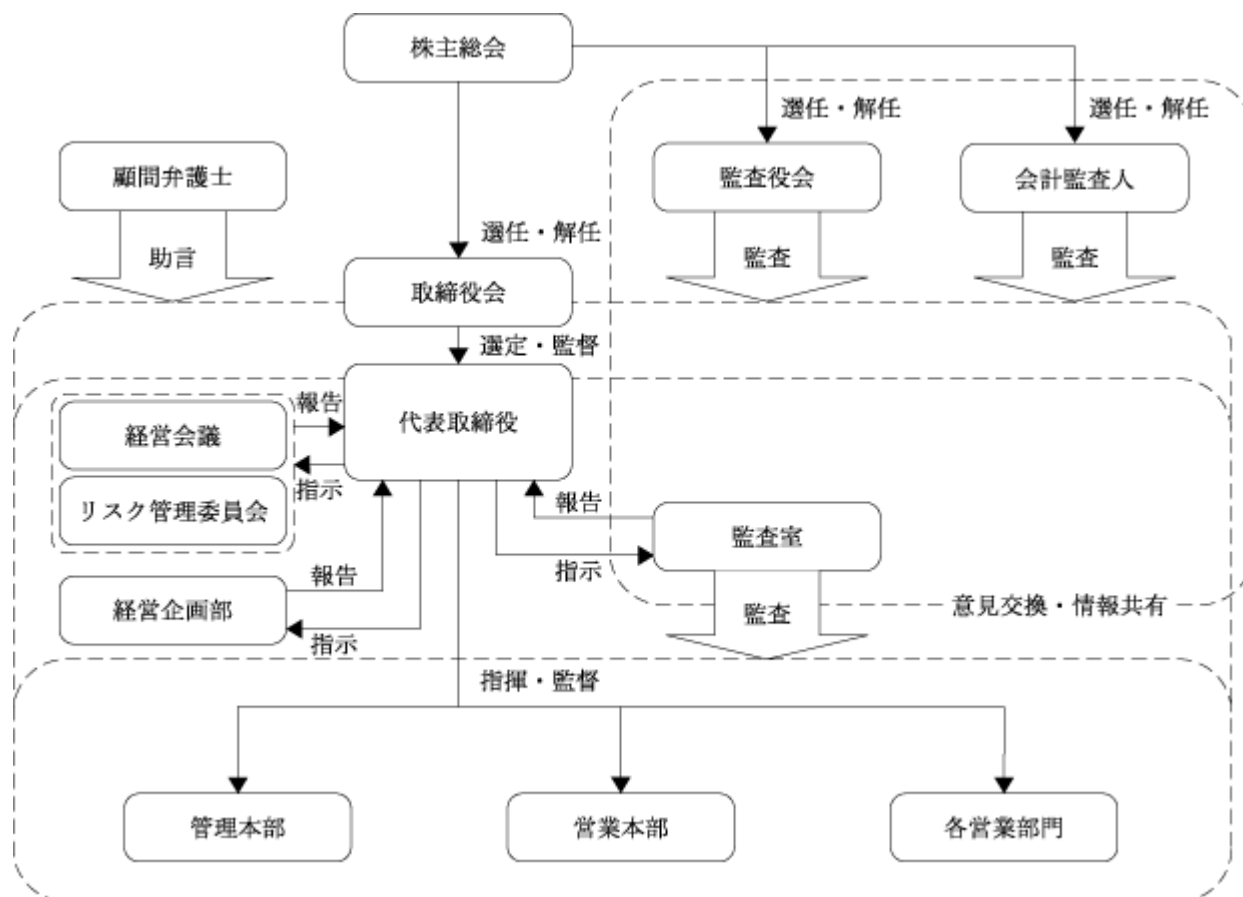 株主総会
選任・解任
選任・解任
顧問弁護士
監査役会
会計監査人
選任・解任
助言
監査
監査
取締役会
選定・監督
報告
代表取締役
経営会議
指示
リスク管理委員会
報告
監査室
指示
報告
経営企画部
監査
意見交換・情報共有
指示
指揮・監督
管理本部
営業本部
各営業部門